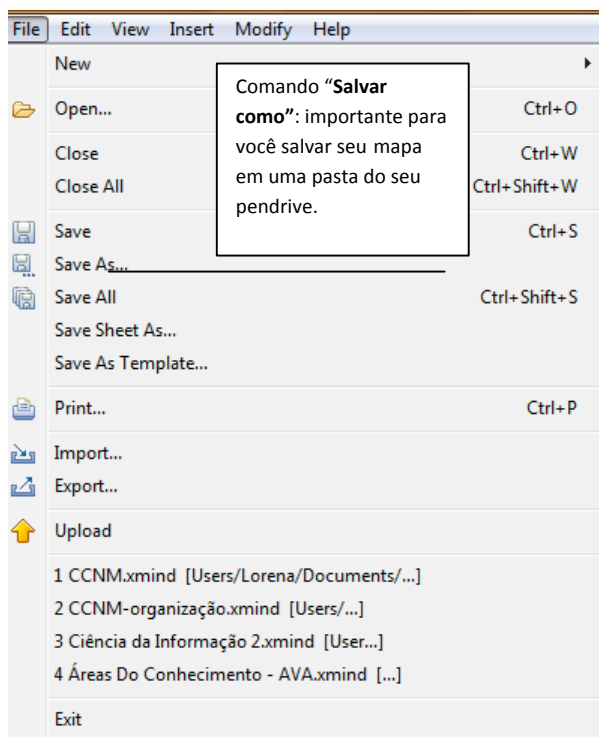 File Edit View Insert Modify Help
New
Comando “Salvar
como”: importante para
você salvar seu mapa
em uma pasta do seu
pendrive.
Open... Ctrl+O
Close Ctrl+W
Close All Ctrl+Shift+W
Save Ctrl+S
Save As...
Save All Ctrl+Shift+S
Save Sheet As...
Save As Template...
Print... Ctrl+P
Import...
Export...
Upload
1 CCNM.xmind [Users/Lorena/Documents/...]
2 CCNM-organização.xmind [Users/...]
3 Ciência da Informação 2.xmind [User...]
4 Áreas Do Conhecimento - AVA.xmind [...]
Exit